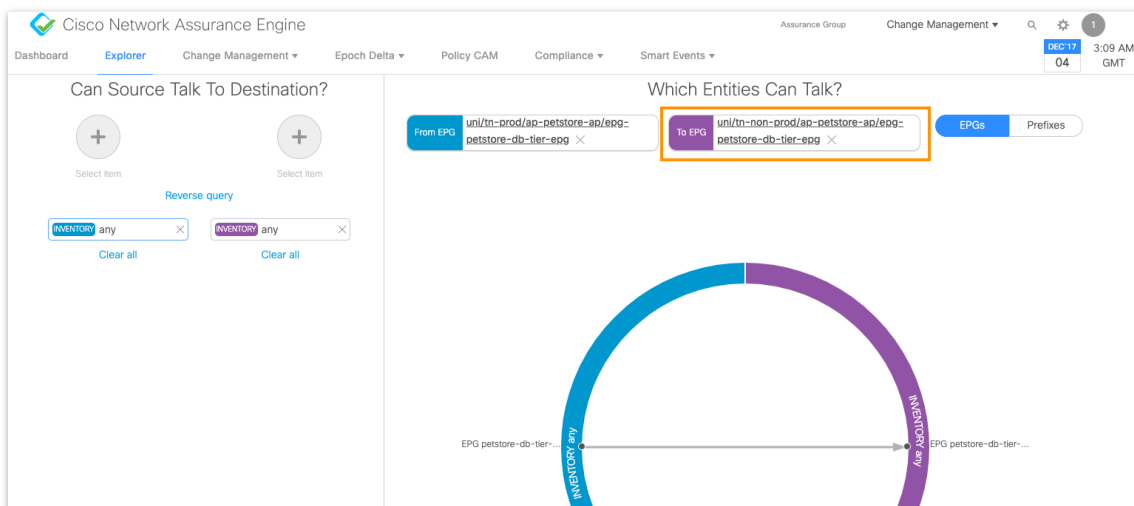 Cisco Network Assurance Engine
Assurance Group
Change Management
1
Dashboard
Explorer
Change Management
Epoch Delta
Policy CAM
Compliance
Smart Events
DEC'17
04
3:09 AM
GMT
Can Source Talk To Destination?
Select item
Select item
Reverse query
INVENTORY any
INVENTORY any
Clear all
Clear all
Which Entities Can Talk?
From EPG
uni/tn-prod/ap-petstore-ap/epg-
petstore-db-tier-epg
To EPG
uni/tn-non-prod/ap-petstore-ap/epg-
petstore-db-tier-epg
EPGs
Prefixes
EPG petstore-db-tier-...
INVENTORY any
INVENTORY any
EPG petstore-db-tier-...